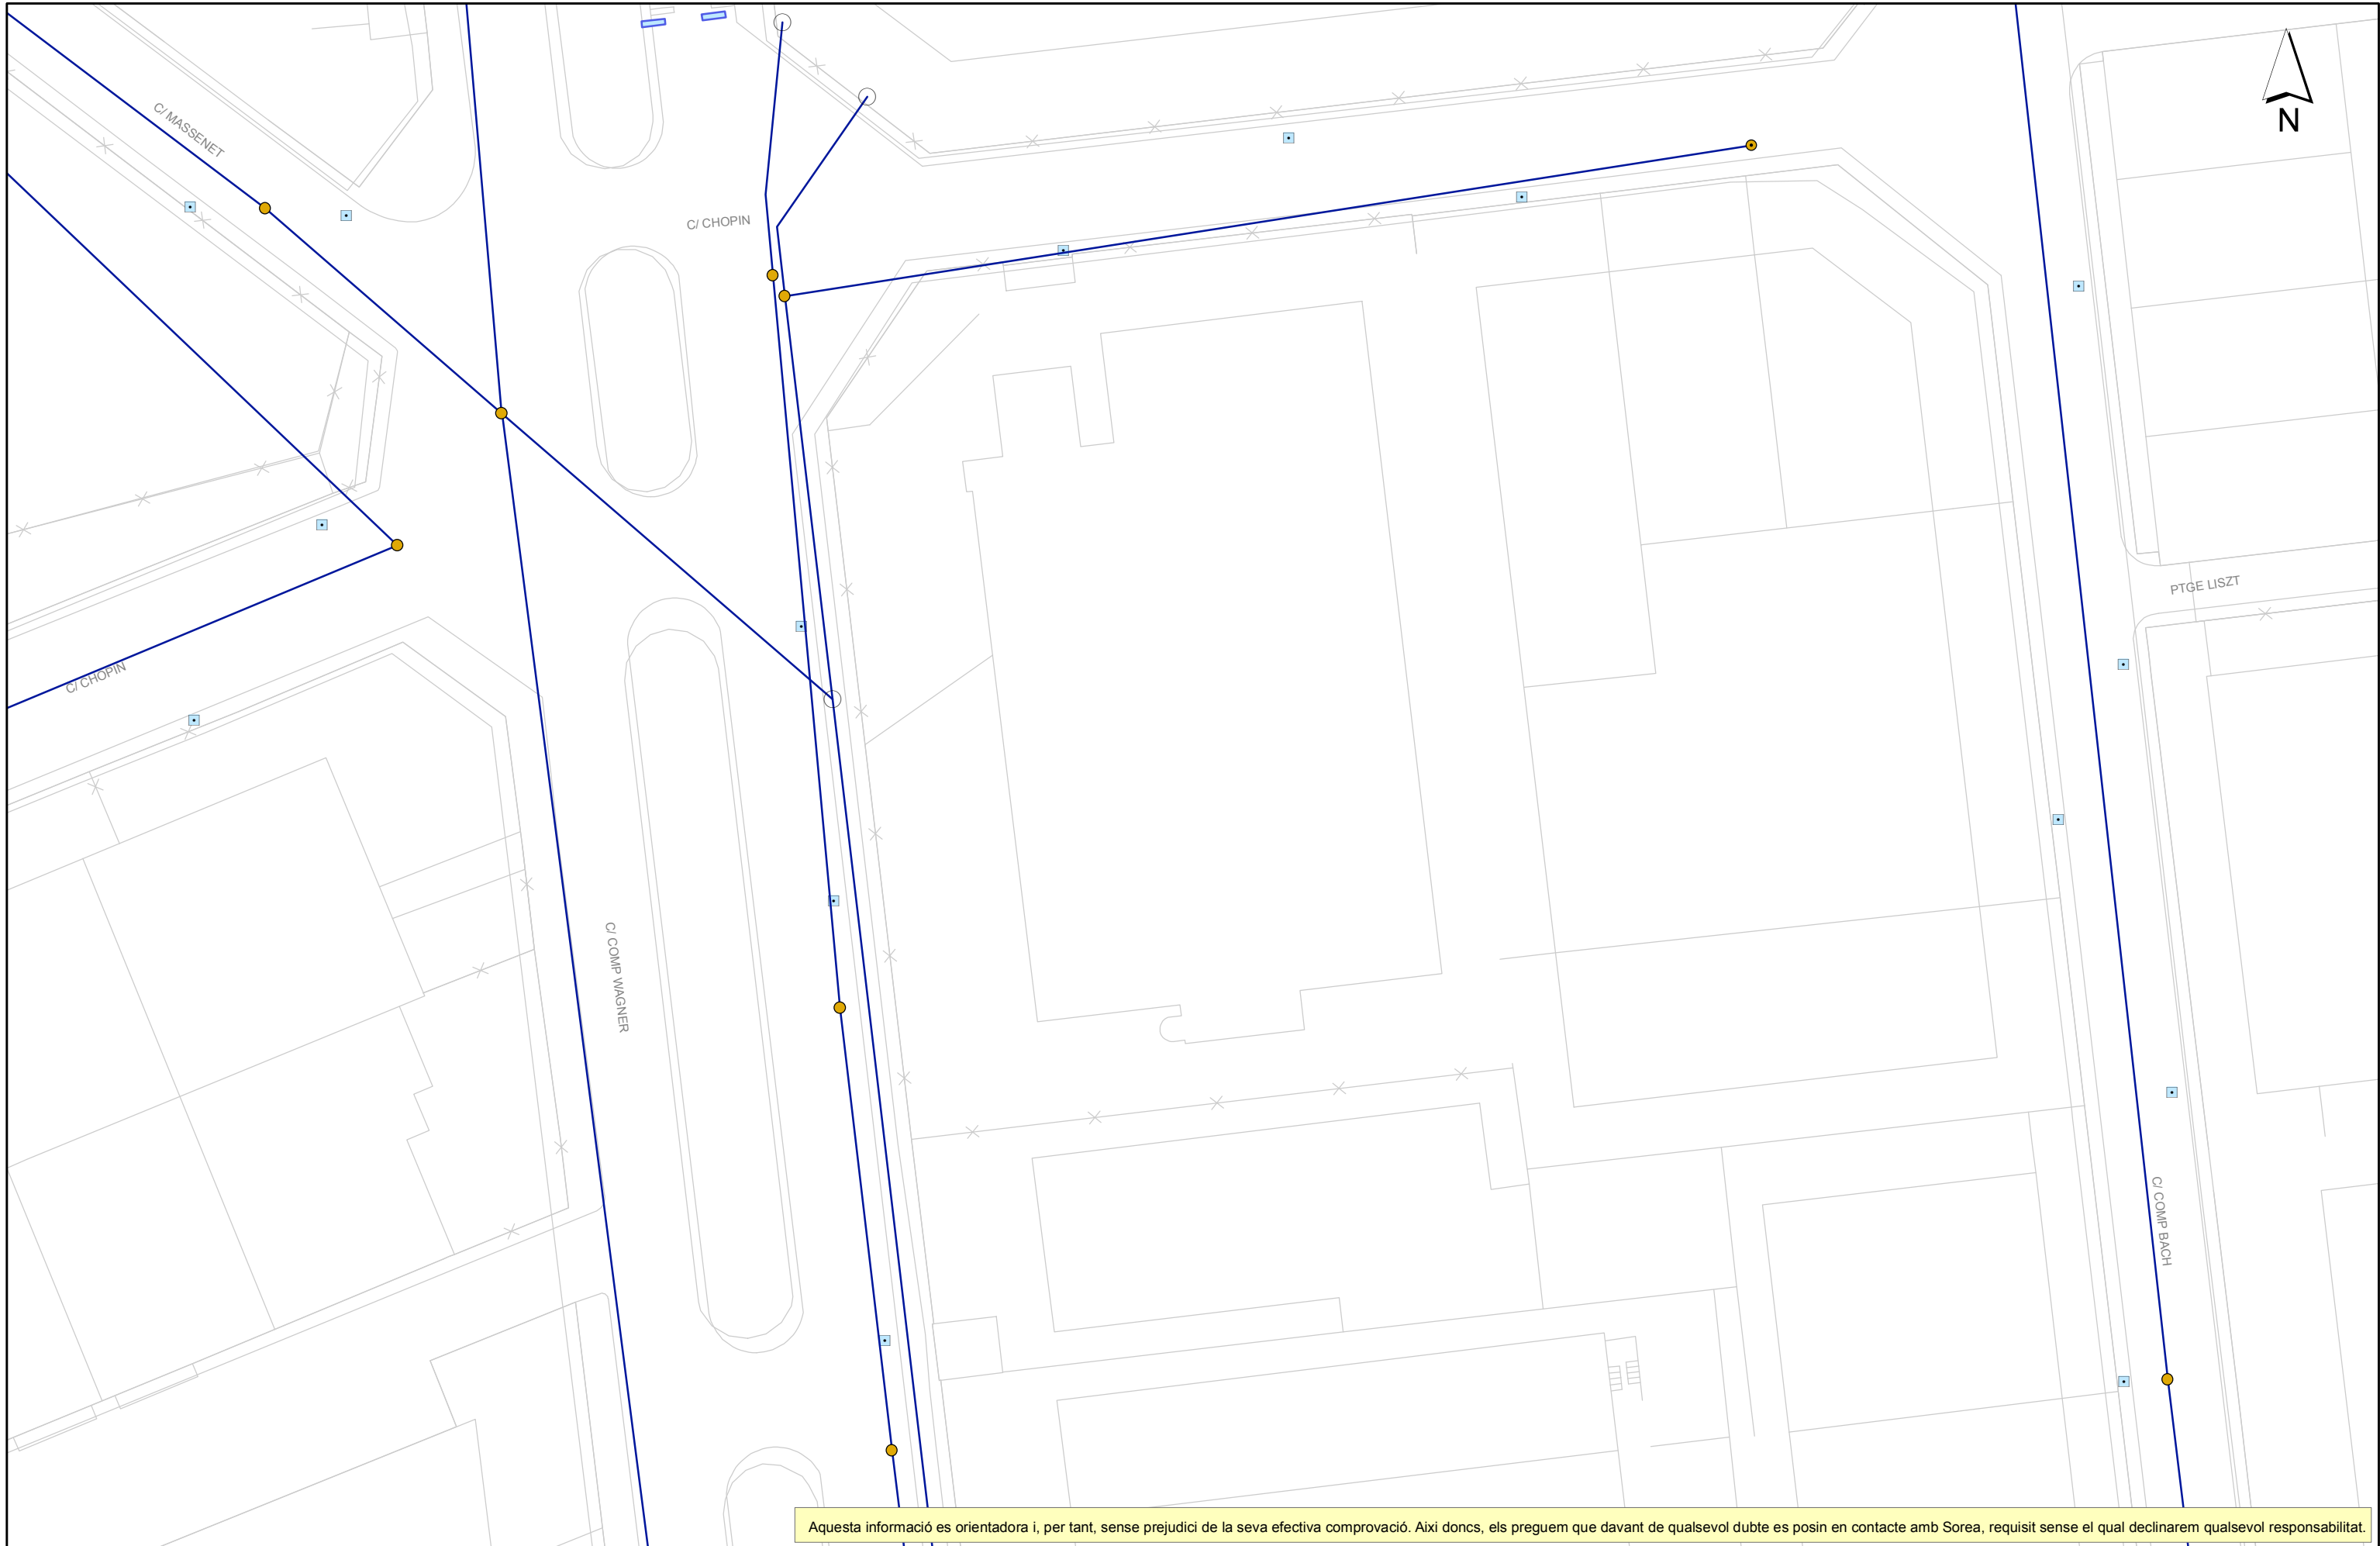 C/ MASSENET
N
C/ CHOPIN
PTGE LISZT
C/ CHOPIN
C/ COMP WAGNER
C/ COMP BACH
Aquesta informació es orientadora i, per tant, sense prejudici de la seva efectiva comprovació. Aixi doncs, els preguem que davant de qualsevol dubte es posin en contacte amb Sorea, requisit sense el qual declinarem qualsevol responsabilitat.